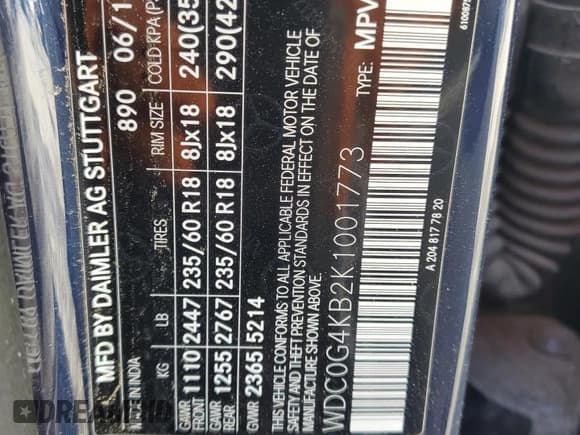 MFD BY DAIMLER AG STUTTGART
MADE IN INDIA 890 06/1
KG LB TIRES RIM SIZE COLD KPA(P
GAWR FRONT 1110 2447 235/60 R18 8Jx18 240(35
GAWR REAR 1255 2767 235/60 R18 8Jx18 290(42
GWR 2365 5214
THIS VEHICLE CONFORMS TO ALL APPLICABLE FEDERAL MOTOR VEHICLE
SAFETY AND THEFT PREVENTION STANDARDS IN EFFECT ON THE DATE OF
SHOWN ABOVE.
WDC0G4KB2K1001773 TYPE: MPV
A 204 817 78 20